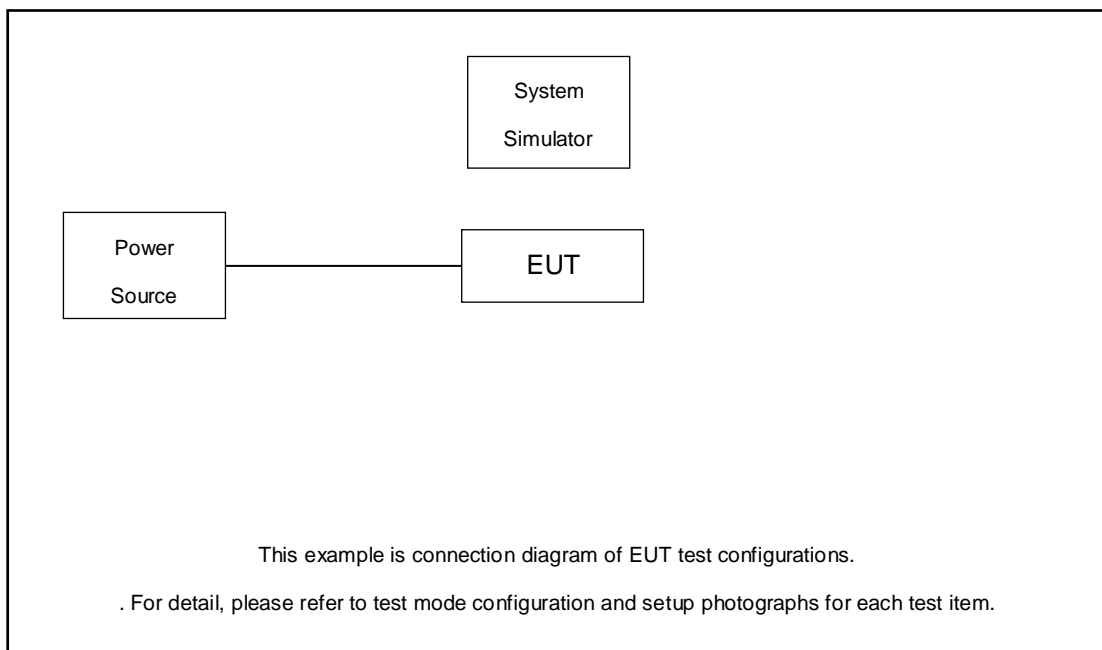 System
Simulator
Power
Source
EUT
This example is connection diagram of EUT test configurations.
. For detail, please refer to test mode configuration and setup photographs for each test item.